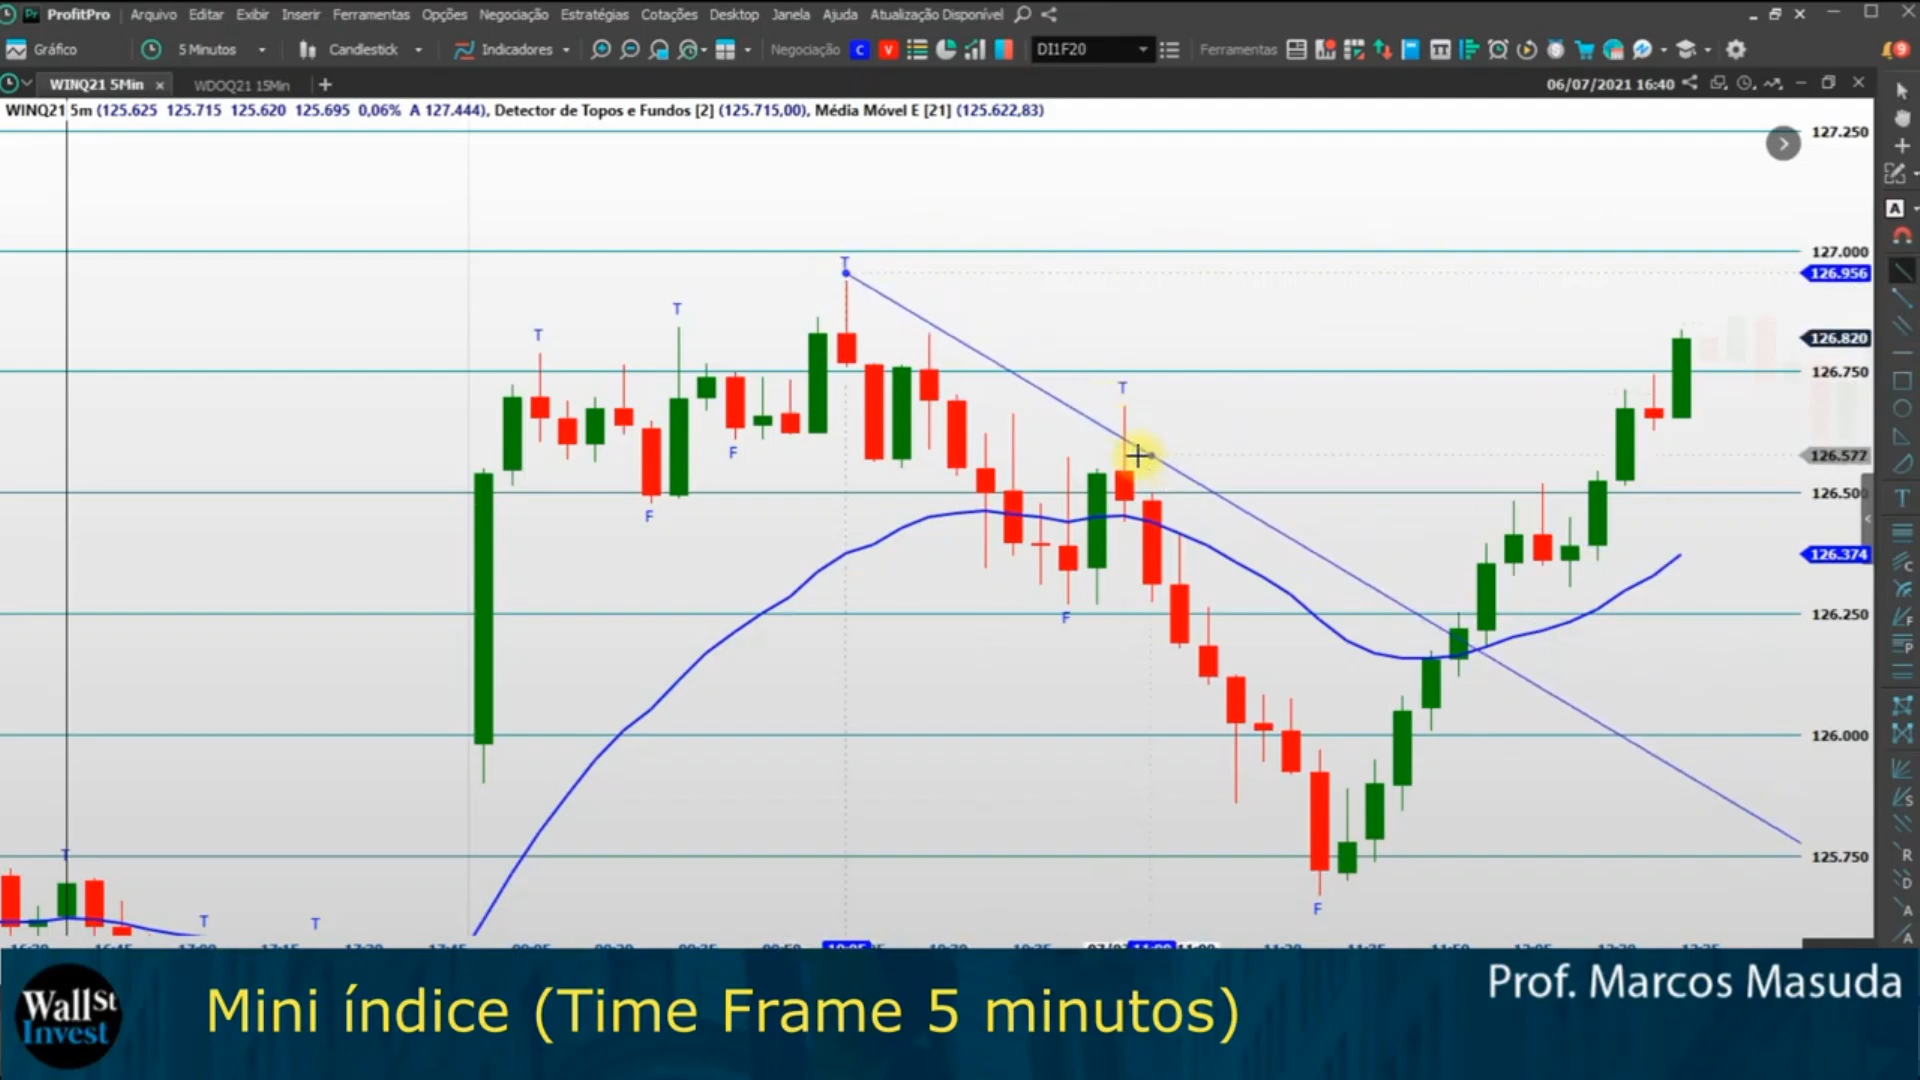 ProfitPro Arquivo Editar Exibir Inserir Ferramentas Opções Negociação Estratégias Cotações Desktop Janela Ajuda Atualização Disponível
Gráfico 5 Minutos Candlestick Indicadores Negociação C V DI1F20 Ferramentas 9
WINQ21 5Min WDOQ21 15Min 06/07/2021 16:40
WINQ21 5m (125.625 125.715 125.620 125.695 0,06% A 127.444), Detector de Topos e Fundos [2] (125.715,00), Média Móvel E [21] (125.622,83)
127.250
127.000
T
126.956
T
T
126.820
126.750
T
F
126.577
126.500
F
126.374
F
126.250
126.000
T
125.750
F
T T
Wall St
Invest
Mini índice (Time Frame 5 minutos)
Prof. Marcos Masuda